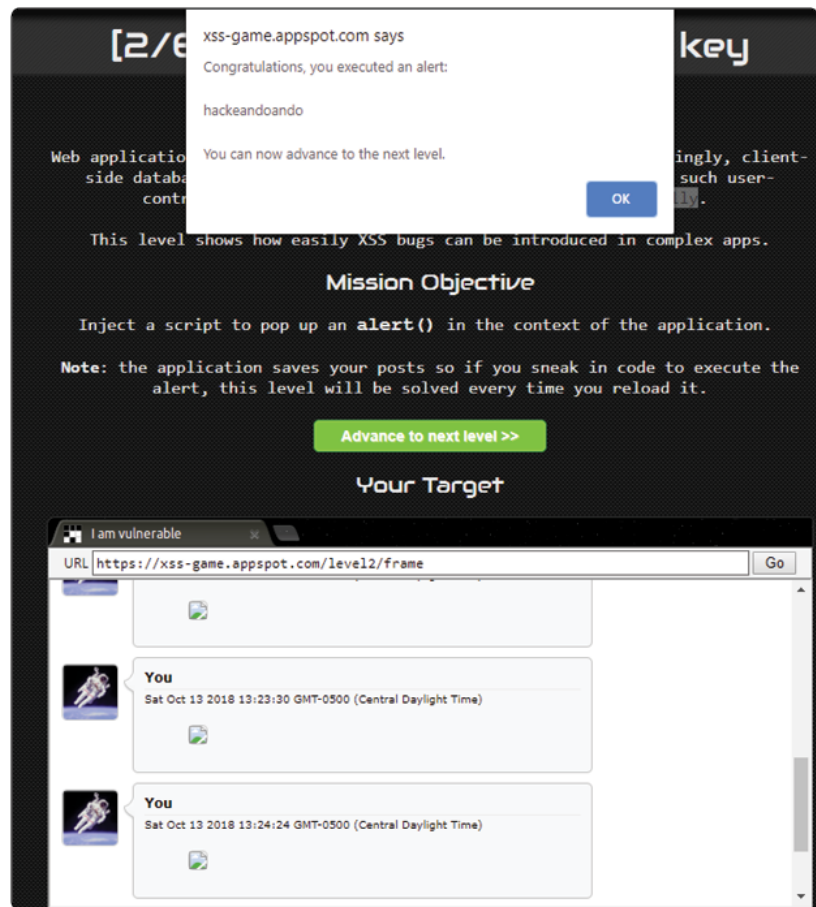 [2/6 key
xss-game.appspot.com says
Congratulations, you executed an alert:
hackeandoando
You can now advance to the next level.
OK
Web applicatio ingly, client-
side databa such user-
contr lly.
This level shows how easily XSS bugs can be introduced in complex apps.
Mission Objective
Inject a script to pop up an alert() in the context of the application.
Note: the application saves your posts so if you sneak in code to execute the
alert, this level will be solved every time you reload it.
Advance to next level >>
Your Target
I am vulnerable
URL https://xss-game.appspot.com/level2/frame Go
You
Sat Oct 13 2018 13:23:30 GMT-0500 (Central Daylight Time)
You
Sat Oct 13 2018 13:24:24 GMT-0500 (Central Daylight Time)